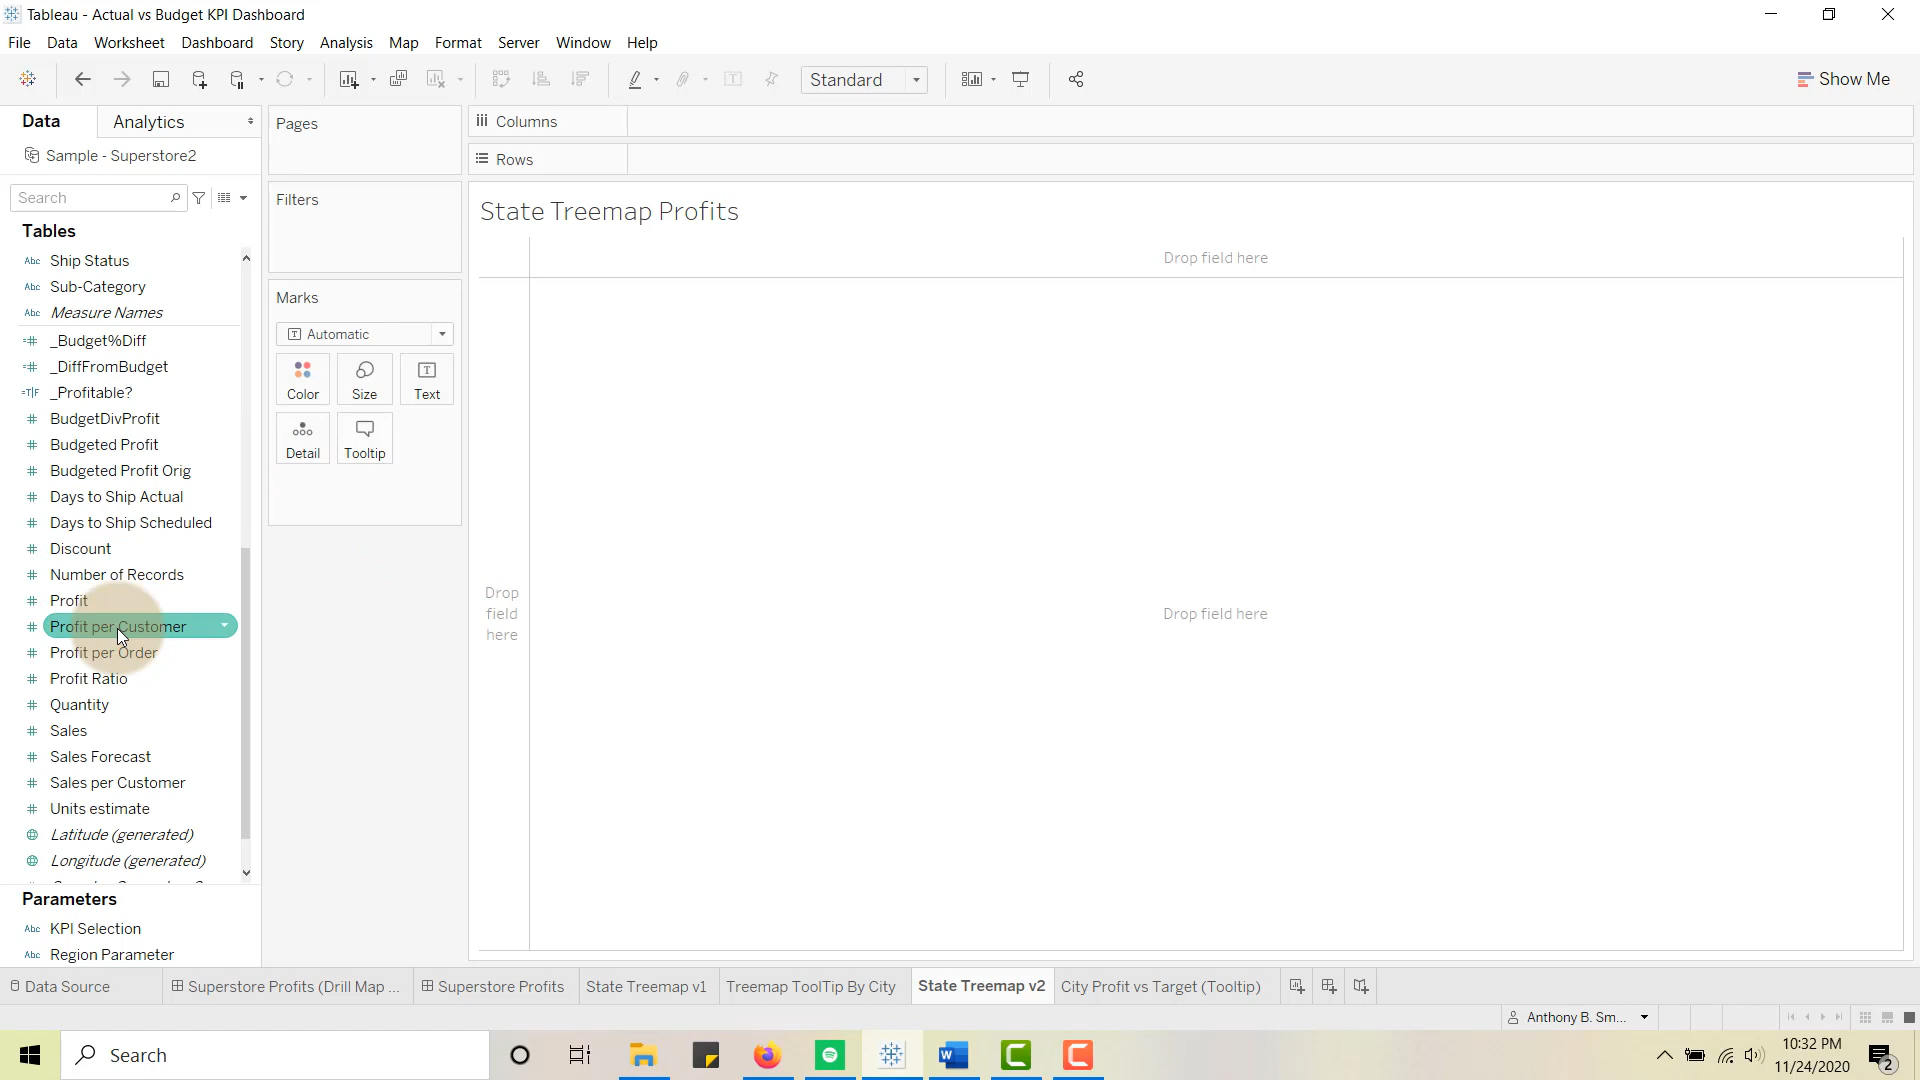 Tableau - Actual vs Budget KPI Dashboard
File Data Worksheet Dashboard Story Analysis Map Format Server Window Help
Standard
Show Me
Data
Analytics
Sample - Superstore2
Search
Tables
Abc Ship Status
Abc Sub-Category
Abc Measure Names
=# _Budget%Diff
=# _DiffFromBudget
=T|F _Profitable?
# BudgetDivProfit
# Budgeted Profit
# Budgeted Profit Orig
# Days to Ship Actual
# Days to Ship Scheduled
# Discount
# Number of Records
# Profit
# Profit per Customer
# Profit per Order
# Profit Ratio
# Quantity
# Sales
# Sales Forecast
# Sales per Customer
# Units estimate
Latitude (generated)
Longitude (generated)
Parameters
Abc KPI Selection
Abc Region Parameter
Pages
Filters
Marks
T Automatic
Color
Size
T Text
Detail
Tooltip
Columns
Rows
State Treemap Profits
Drop field here
Drop
field
here
Drop field here
Data Source
Superstore Profits (Drill Map ...
Superstore Profits
State Treemap v1
Treemap ToolTip By City
State Treemap v2
City Profit vs Target (Tooltip)
Anthony B. Sm...
Search
10:32 PM
11/24/2020
2